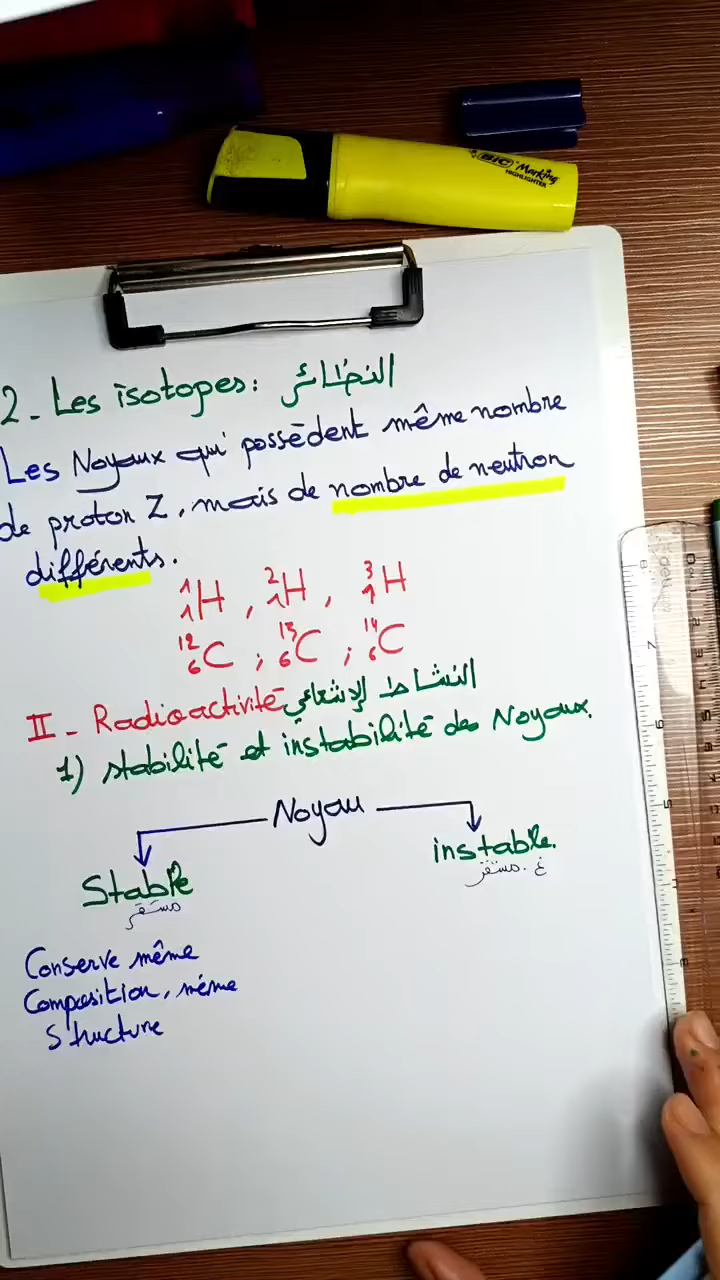 BIC Marking
HIGHLIGHTER
2 - Les isotopes : النظائر
Les Noyaux qui possèdent même nombre
de proton Z, mais de nombre de neutron
différents.
¹₁H , ²₁H , ³₁H
¹²₆C ; ¹³₆C ; ¹⁴₆C
II - Radioactivité النشاط الإشعاعي
1) stabilité et instabilité des Noyaux.
Noyau
Stable
مستقر
instable.
غ. مستقر
Conserve même
Composition, même
Structure